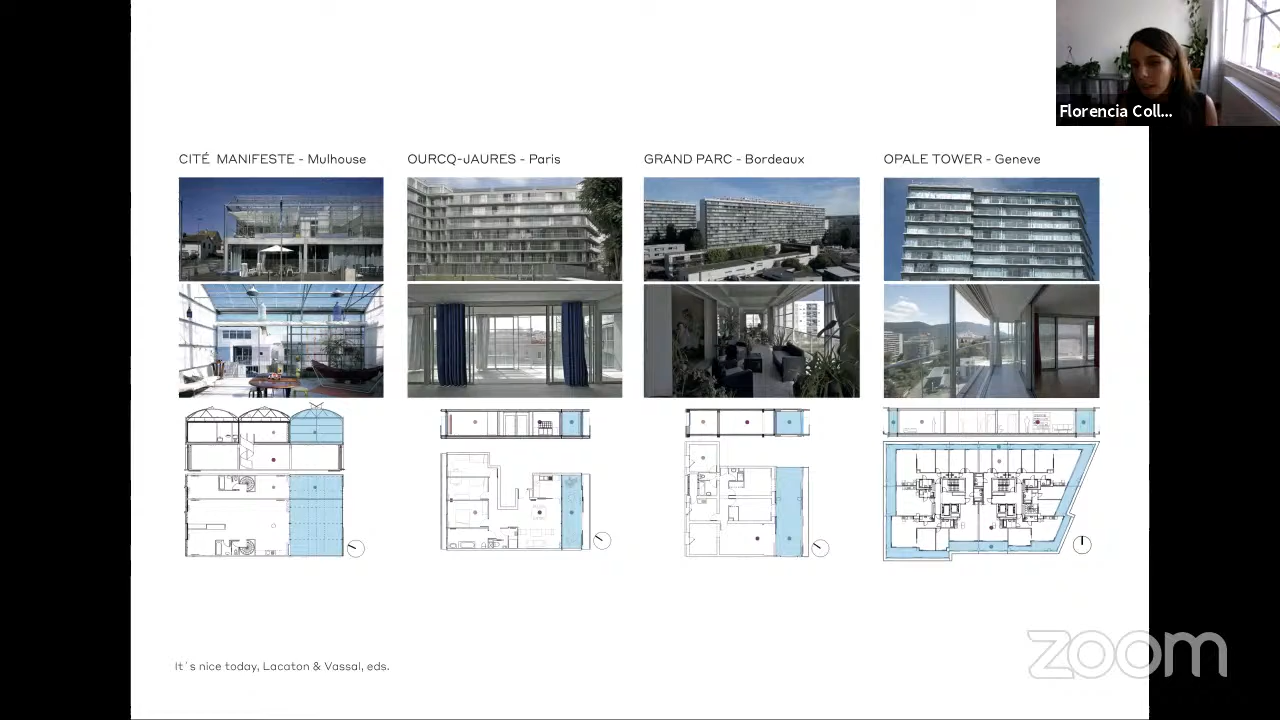 Florencia Coll...
CITÉ MANIFESTE - Mulhouse
OURCQ-JAURES - Paris
GRAND PARC - Bordeaux
OPALE TOWER - Geneve
It´s nice today, Lacaton & Vassal, eds.
zoom